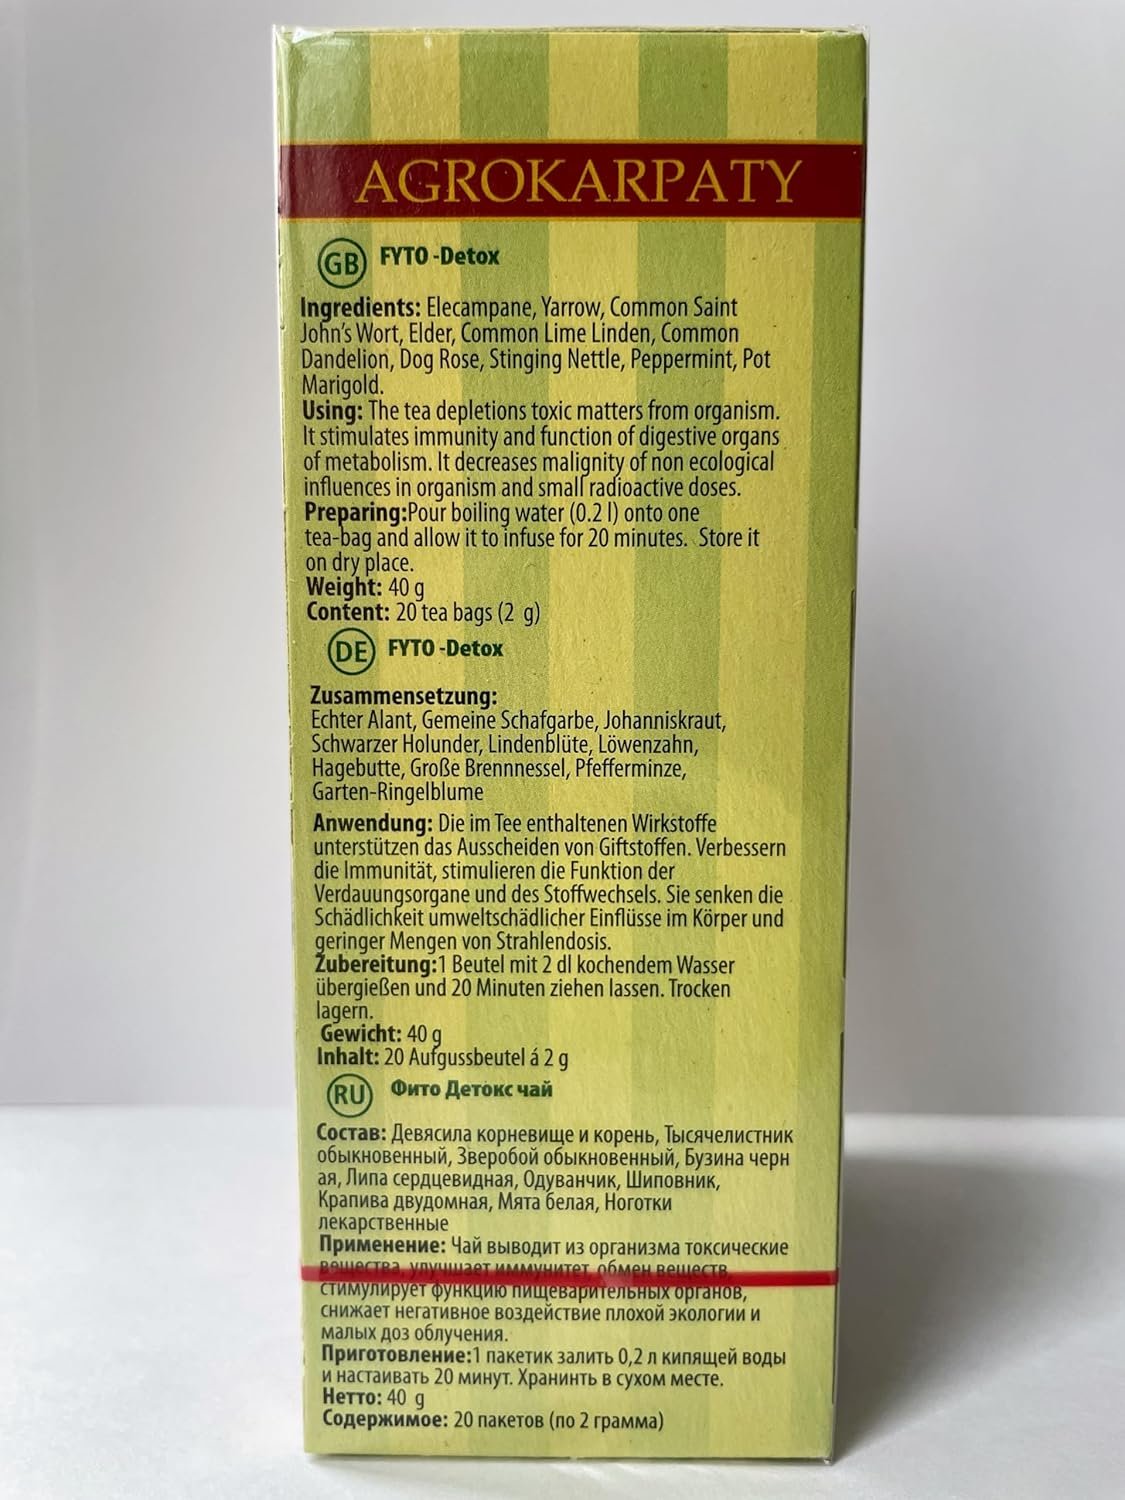 AGROKARPATY
GB FYTO -Detox
Ingredients: Elecampane, Yarrow, Common Saint
John's Wort, Elder, Common Lime Linden, Common
Dandelion, Dog Rose, Stinging Nettle, Peppermint, Pot
Marigold.
Using: The tea depletions toxic matters from organism.
It stimulates immunity and function of digestive organs
of metabolism. It decreases malignity of non ecological
influences in organism and small radioactive doses.
Preparing:Pour boiling water (0.2 l) onto one
tea-bag and allow it to infuse for 20 minutes. Store it
on dry place.
Weight: 40 g
Content: 20 tea bags (2 g)
DE FYTO -Detox
Zusammensetzung:
Echter Alant, Gemeine Schafgarbe, Johanniskraut,
Schwarzer Holunder, Lindenblüte, Löwenzahn,
Hagebutte, Große Brennnessel, Pfefferminze,
Garten-Ringelblume
Anwendung: Die im Tee enthaltenen Wirkstoffe
unterstützen das Ausscheiden von Giftstoffen. Verbessern
die Immunität, stimulieren die Funktion der
Verdauungsorgane und des Stoffwechsels. Sie senken die
Schädlichkeit umweltschädlicher Einflüsse im Körper und
geringer Mengen von Strahlendosis.
Zubereitung:1 Beutel mit 2 dl kochendem Wasser
übergießen und 20 Minuten ziehen lassen. Trocken
lagern.
Gewicht: 40 g
Inhalt: 20 Aufgussbeutel á 2 g
RU Фито Детокс чай
Состав: Девясила корневище и корень, Тысячелистник
обыкновенный, Зверобой обыкновенный, Бузина черн
ая, Липа сердцевидная, Одуванчик, Шиповник,
Крапива двудомная, Мята белая, Ноготки
лекарственные
Применение: Чай выводит из организма токсические
вещества, улучшает иммунитет, обмен веществ,
стимулирует функцию пищеварительных органов,
снижает негативное воздействие плохой экологии и
малых доз облучения.
Приготовление:1 пакетик залить 0,2 л кипящей воды
и настаивать 20 минут. Хранинть в сухом месте.
Нетто: 40 g
Содержимое: 20 пакетов (по 2 грамма)